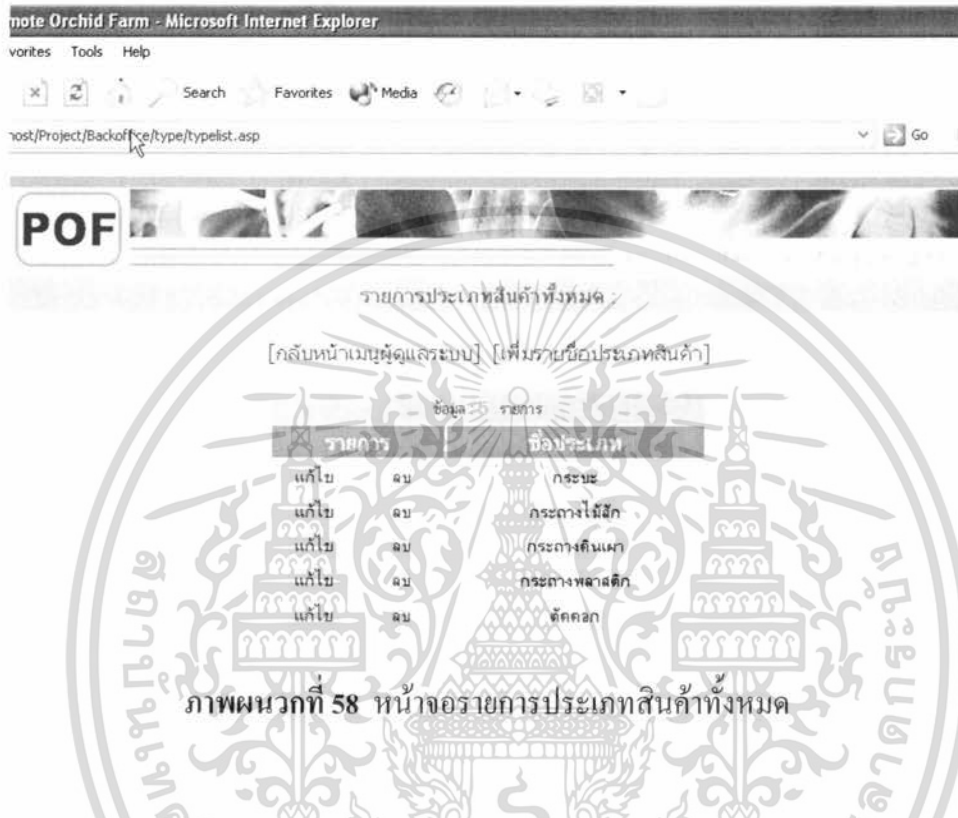 mote Orchid Farm - Microsoft Internet Explorer
vorites Tools Help
Search Favorites Media
host/Project/Backoffice/type/typelist.asp Go
POF
รายการประเภทสินค้าทั้งหมด :
[กลับหน้าเมนูผู้ดูแลระบบ] [เพิ่มรายชื่อประเภทสินค้า]
ข้อมูล : 5 รายการ
รายการ ชื่อประเภท
แก้ไข ลบ กระบะ
แก้ไข ลบ กระถางไม้สัก
แก้ไข ลบ กระถางดินเผา
แก้ไข ลบ กระถางพลาสติก
แก้ไข ลบ ตัดดอก
ภาพผนวกที่ 58 หน้าจอรายการประเภทสินค้าทั้งหมด